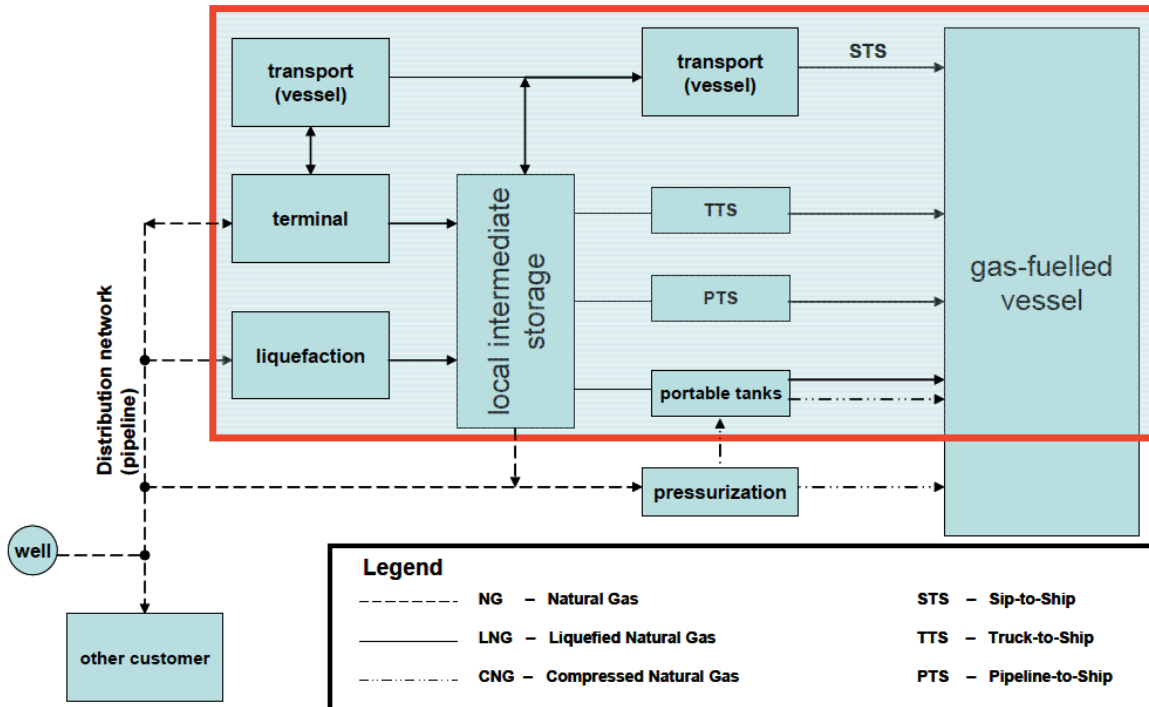 transport
(vessel)
transport
(vessel)
STS
terminal
TTS
local intermediate
storage
gas-fuelled
vessel
PTS
liquefaction
portable tanks
Distribution network
(pipeline)
pressurization
well
other customer
Legend
NG – Natural Gas
STS – Sip-to-Ship
LNG – Liquefied Natural Gas
TTS – Truck-to-Ship
CNG – Compressed Natural Gas
PTS – Pipeline-to-Ship